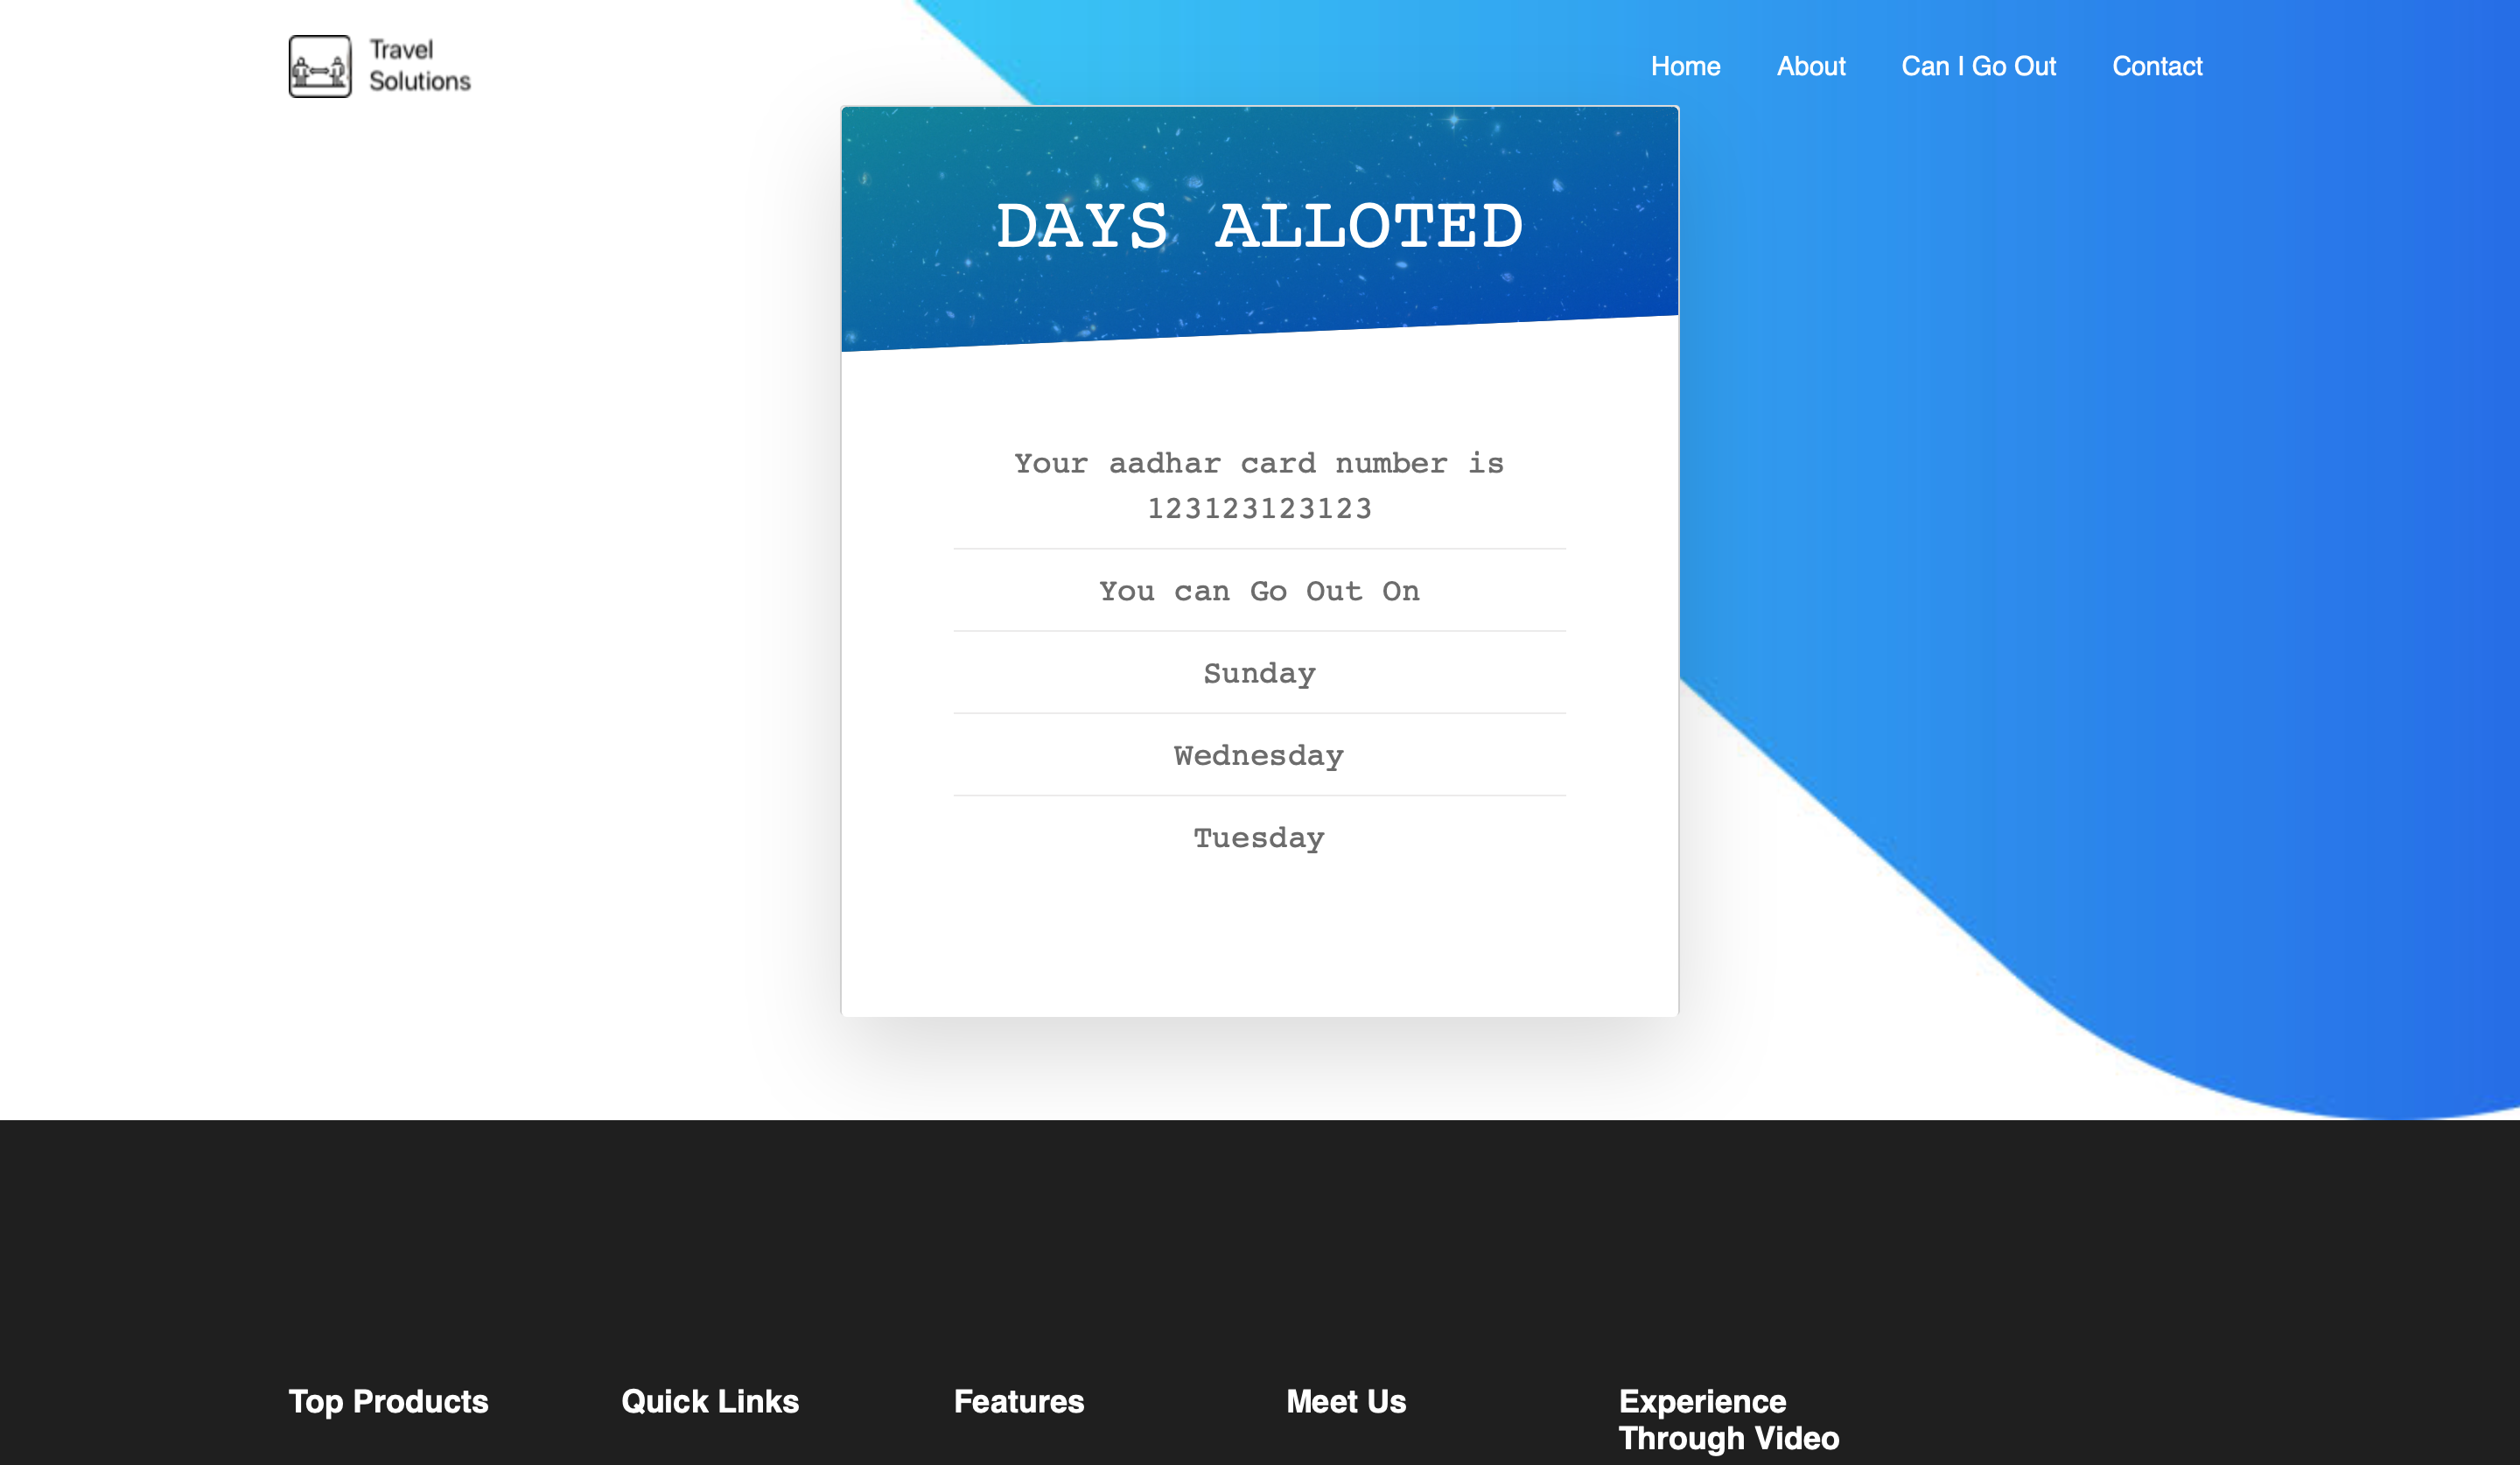 Travel
Solutions
Home About Can I Go Out Contact
DAYS ALLOTED
Your aadhar card number is
123123123123
You can Go Out On
Sunday
Wednesday
Tuesday
Top Products Quick Links Features Meet Us Experience
Through Video